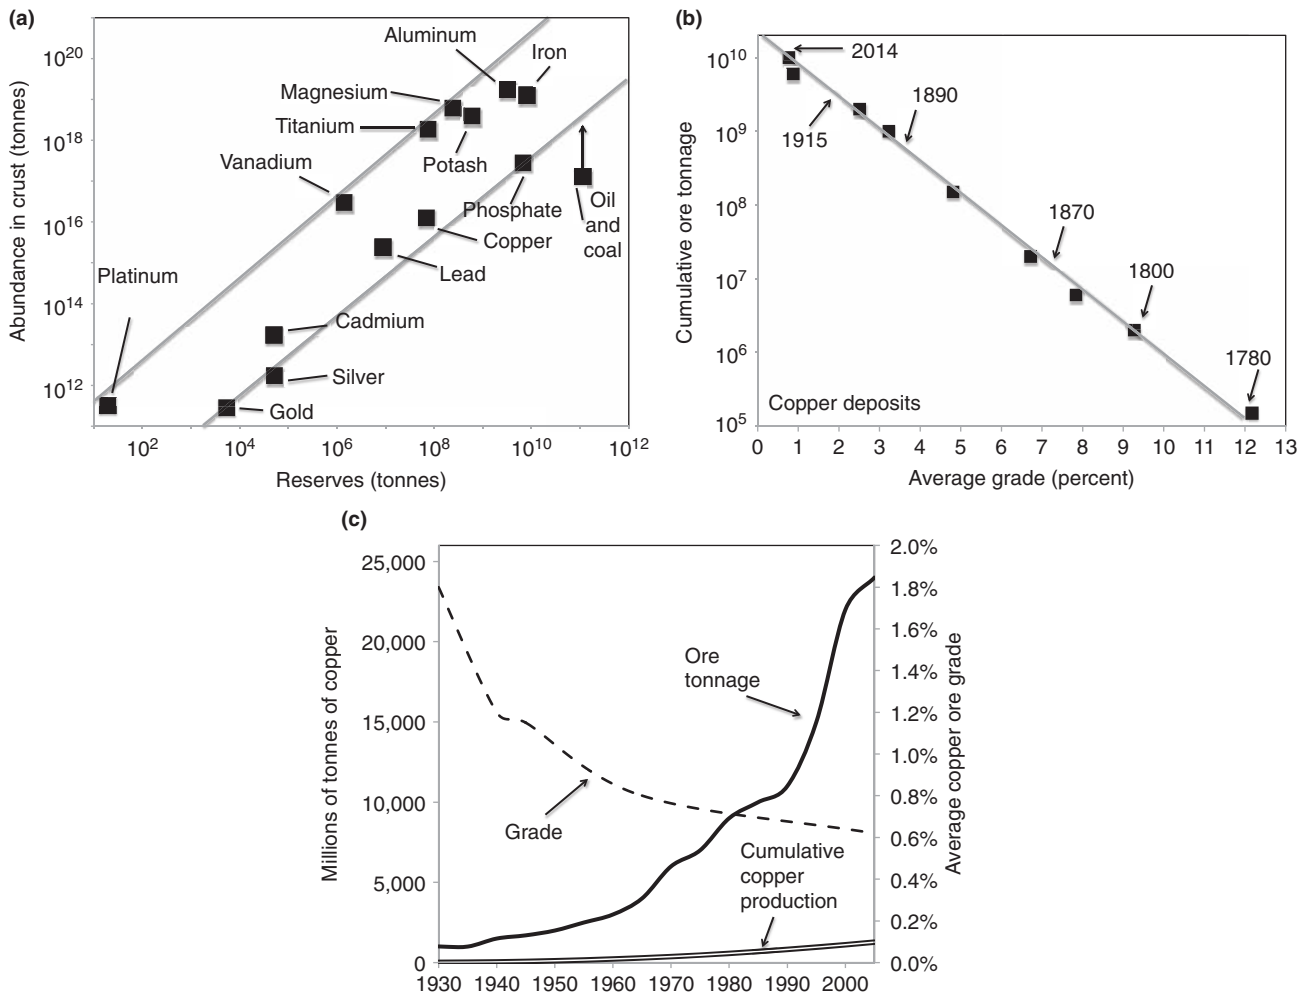 (a)
Abundance in crust (tonnes)
10^20
10^18
10^16
10^14
10^12
Aluminum
Iron
Magnesium
Titanium
Potash
Vanadium
Phosphate
Oil
and
coal
Copper
Lead
Platinum
Cadmium
Silver
Gold
10^2
10^4
10^6
10^8
10^10
10^12
Reserves (tonnes)
(b)
Cumulative ore tonnage
10^10
10^9
10^8
10^7
10^6
10^5
2014
1890
1915
1870
1800
1780
Copper deposits
0 1 2 3 4 5 6 7 8 9 10 11 12 13
Average grade (percent)
(c)
Millions of tonnes of copper
25,000
20,000
15,000
10,000
5,000
0
Ore
tonnage
Grade
Cumulative
copper
production
2.0%
1.8%
1.6%
1.4%
1.2%
1.0%
0.8%
0.6%
0.4%
0.2%
0.0%
Average copper ore grade
1930 1940 1950 1960 1970 1980 1990 2000